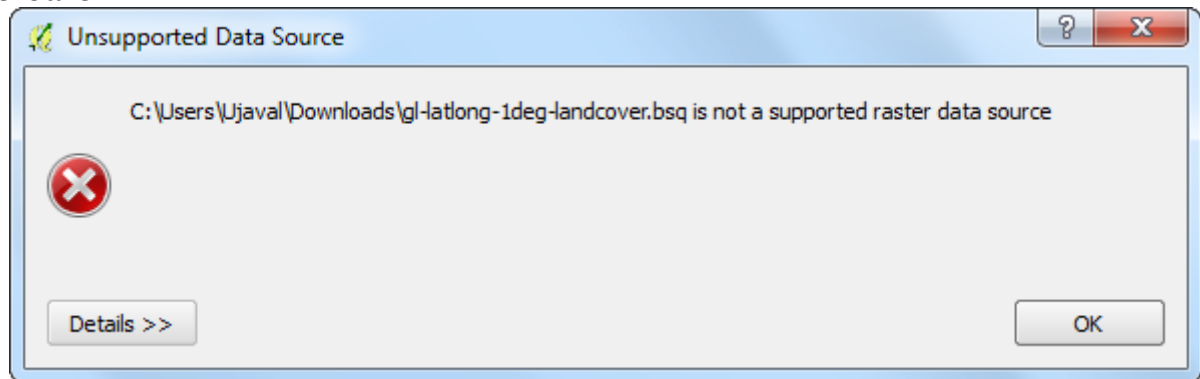 Unsupported Data Source
?
C:\Users\Ujaval\Downloads\gl-latlong-1deg-landcover.bsq is not a supported raster data source
Details >>
OK